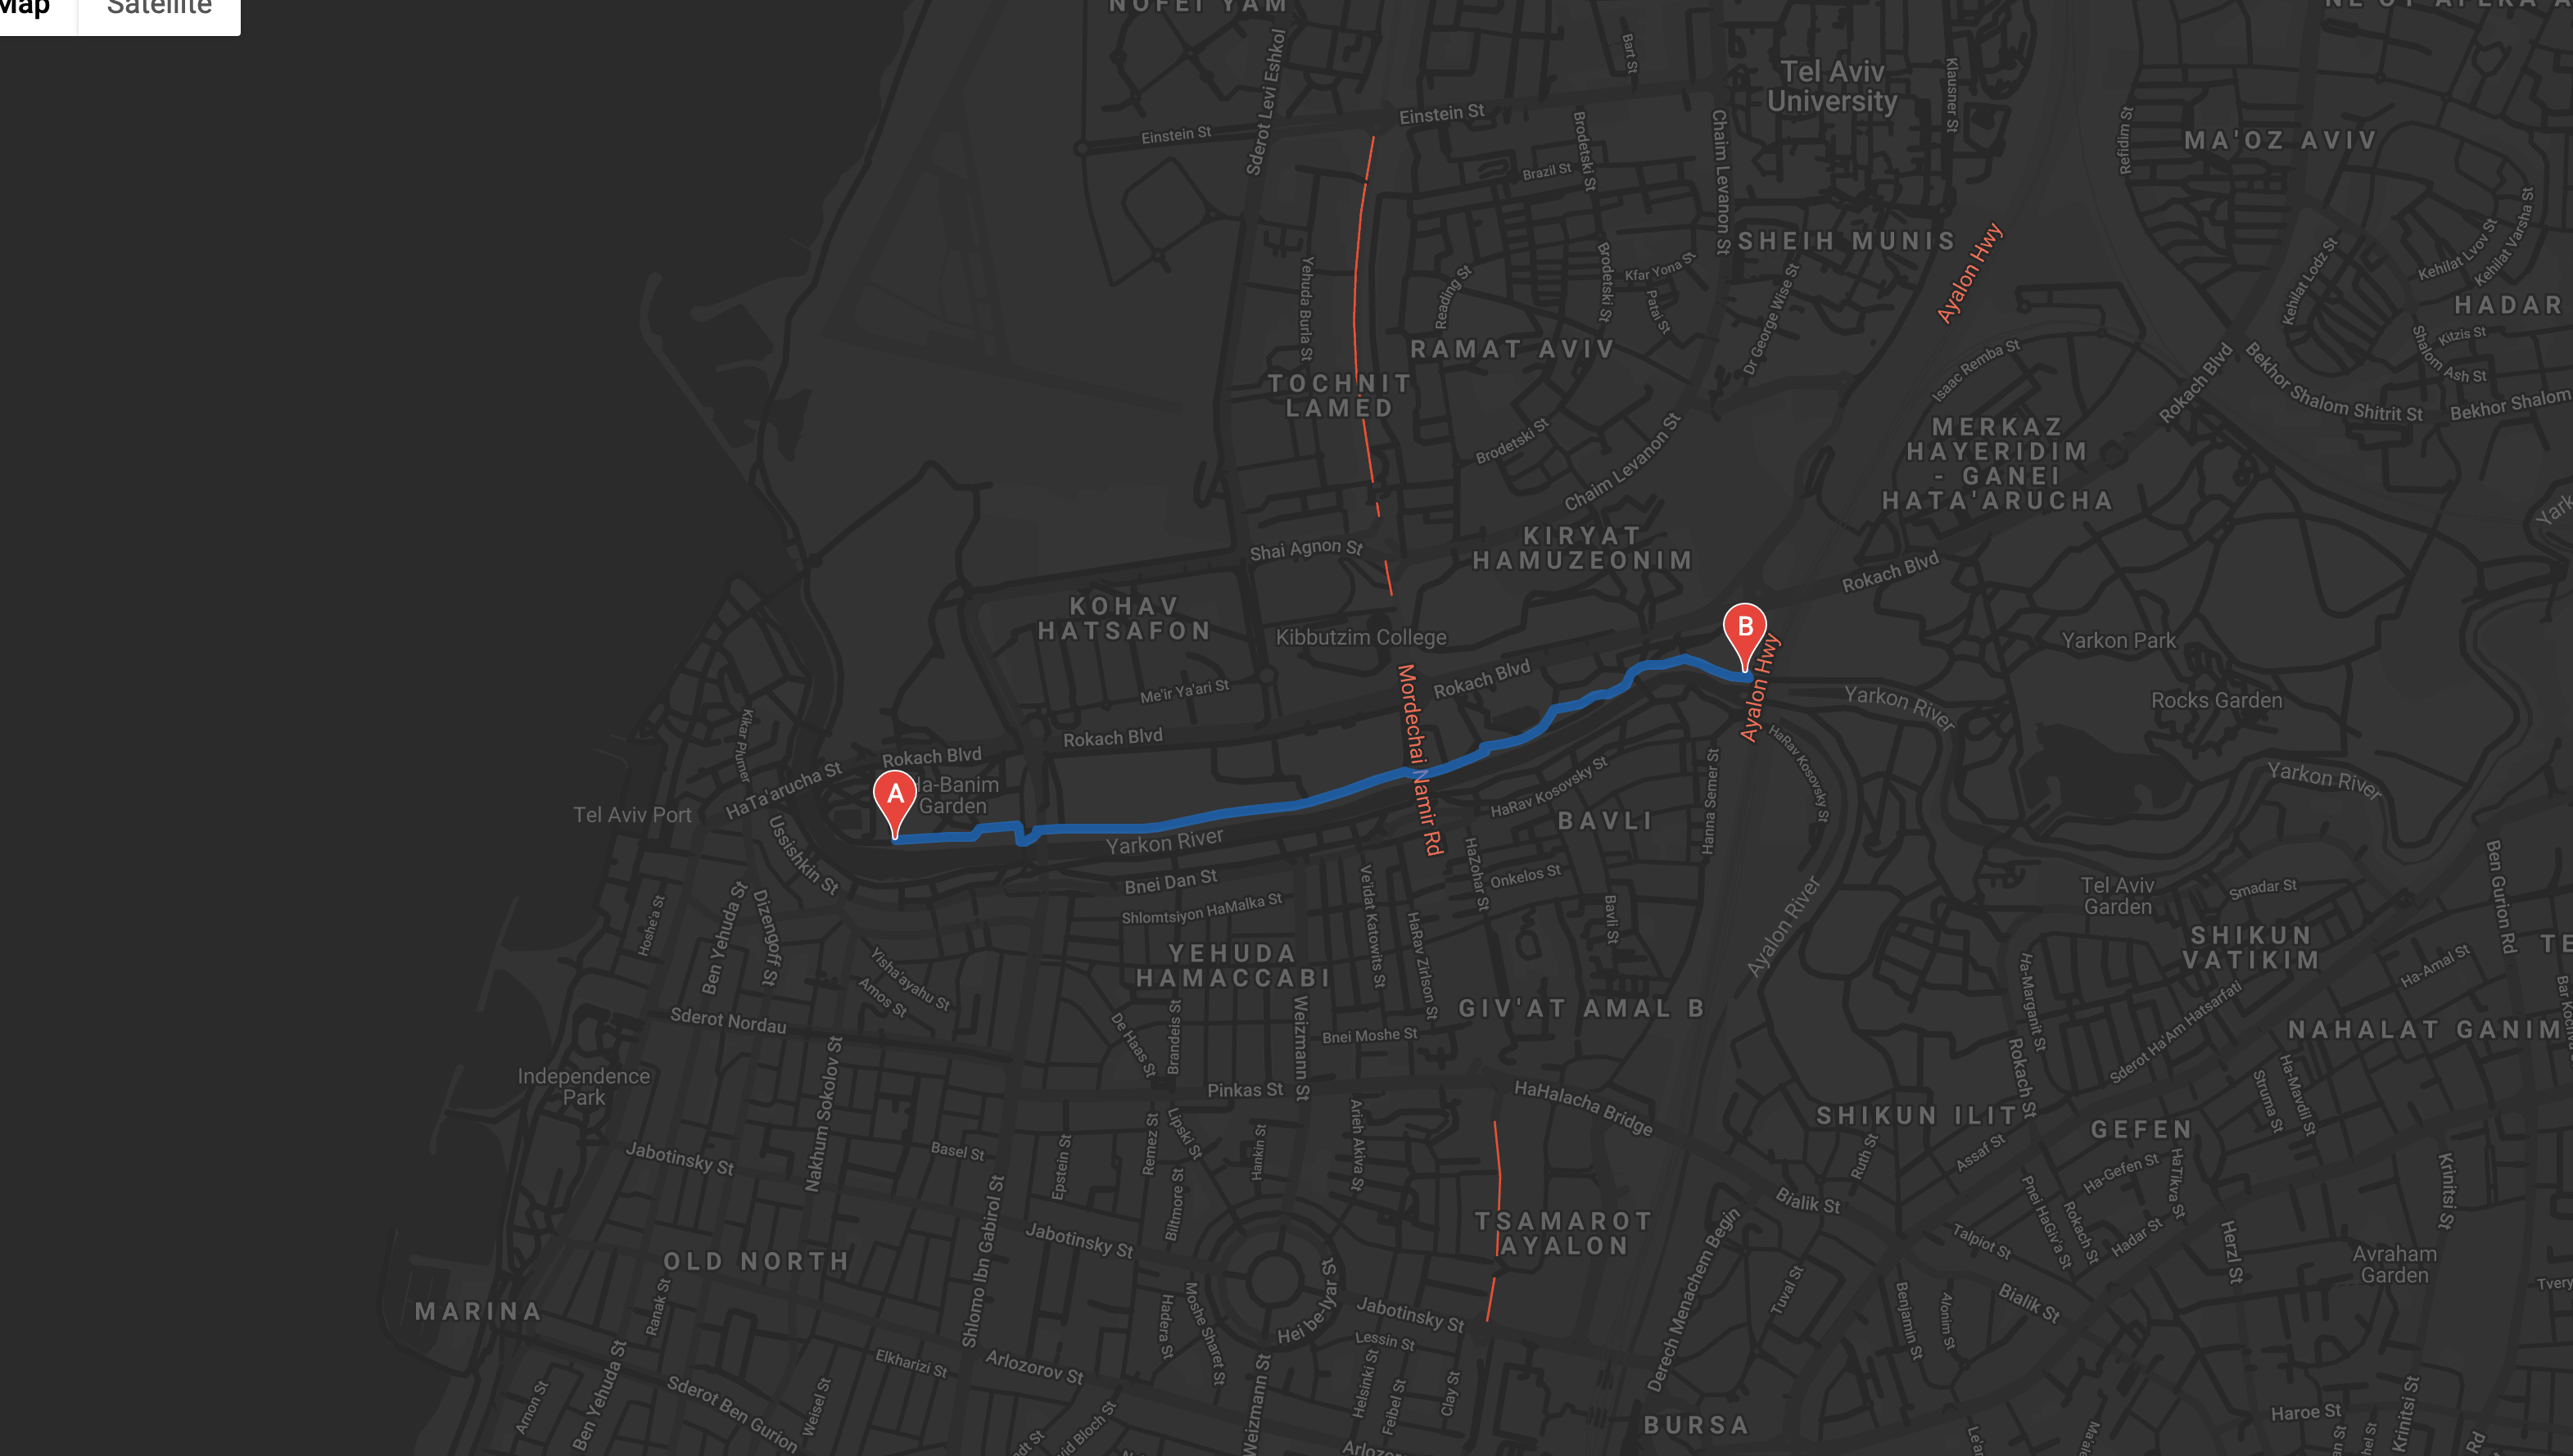 Map
Satellite
NOFEI YAM
Sderot Levi Eshkol
Einstein St
Einstein St
Bart St
Tel Aviv
University
Klausner St
Refidim St
MA'OZ AVIV
Brodetski St
Brazil St
Chaim Levanon St
SHEIH MUNIS
Ayalon Hwy
Kehilat Lodz St
Kehilat Lvov St
Kehilat Varsha St
HADAR
Yehuda Burla St
Reading St
Brodetski St
Kfar Yona St
Patai St
Dr George Wise St
RAMAT AVIV
Isaac Remba St
Rokach Blvd
Kitzis St
Shalom Ash St
Bekhor Shalom Shitrit St
Bekhor Shalom
TOCHNIT
LAMED
Brodetski St
Chaim Levanon St
MERKAZ
HAYERIDIM
- GANEI
HATA'ARUCHA
Shai Agnon St
KIRYAT
HAMUZEONIM
Rokach Blvd
KOHAV
HATSAFON
Kibbutzim College
B
Yarkon Park
Me'ir Ya'ari St
Mordechai Namir Rd
Rokach Blvd
Ayalon Hwy
Yarkon River
Rocks Garden
Kikar Plumer
Rokach Blvd
Rokach Blvd
HaTa'arucha St
A
la-Banim
Garden
HaRav Kosovsky St
HaRav Kosovsky St
Hanna Semer St
Yarkon River
Tel Aviv Port
Ussishkin St
Yarkon River
BAVLI
Bnei Dan St
HaZohar St
Onkelos St
Tel Aviv
Garden
Smadar St
Ben Gurion Rd
Hoshe'a St
Ben Yehuda St
Dizengoff St
Shlomtsiyon HaMalka St
Ve'idat Katowits St
HaRav Zirlson St
Bavli St
Ayalon River
SHIKUN
VATIKIM
YEHUDA
HAMACCABI
Yisha'ayahu St
Amos St
Ha-Amal St
Ha-Marganit St
GIV'AT AMAL B
Sderot Nordau
De Haas St
Brandeis St
Weizmann St
Bnei Moshe St
Sderot Ha'Am Hatsarfati
NAHALAT GANIM
Independence
Park
Nakhum Sokolov St
Pinkas St
HaHalacha Bridge
Rokach St
Struma St
Ha-Mavdil St
SHIKUN ILIT
GEFEN
Jabotinsky St
Basel St
Epstein St
Remez St
Lipski St
Hankin St
Arieh Akiva St
Ruth St
Assaf St
Ha-Gefen St
HaTikva St
Krinitsi St
Biltmore St
Bialik St
Pnei HaGiv'a St
Rokach St
Hadar St
Talpiot St
Herzl St
TSAMAROT
AYALON
Jabotinsky St
OLD NORTH
Shlomo Ibn Gabirol St
Avraham
Garden
Tuval St
Derech Menachem Begin
MARINA
Ranak St
Hadera St
Moshe Sharet St
Hei be-Iyar St
Jabotinsky St
Lessin St
Benjamin St
Alonim St
Bialik St
Elkharizi St
Arlozorov St
Arnon St
Ben Yehuda St
Sderot Ben Gurion
Weisel St
Weizmann St
Helsinki St
Feibel St
Clay St
BURSA
Haroe St
Krinitsi St
Rd